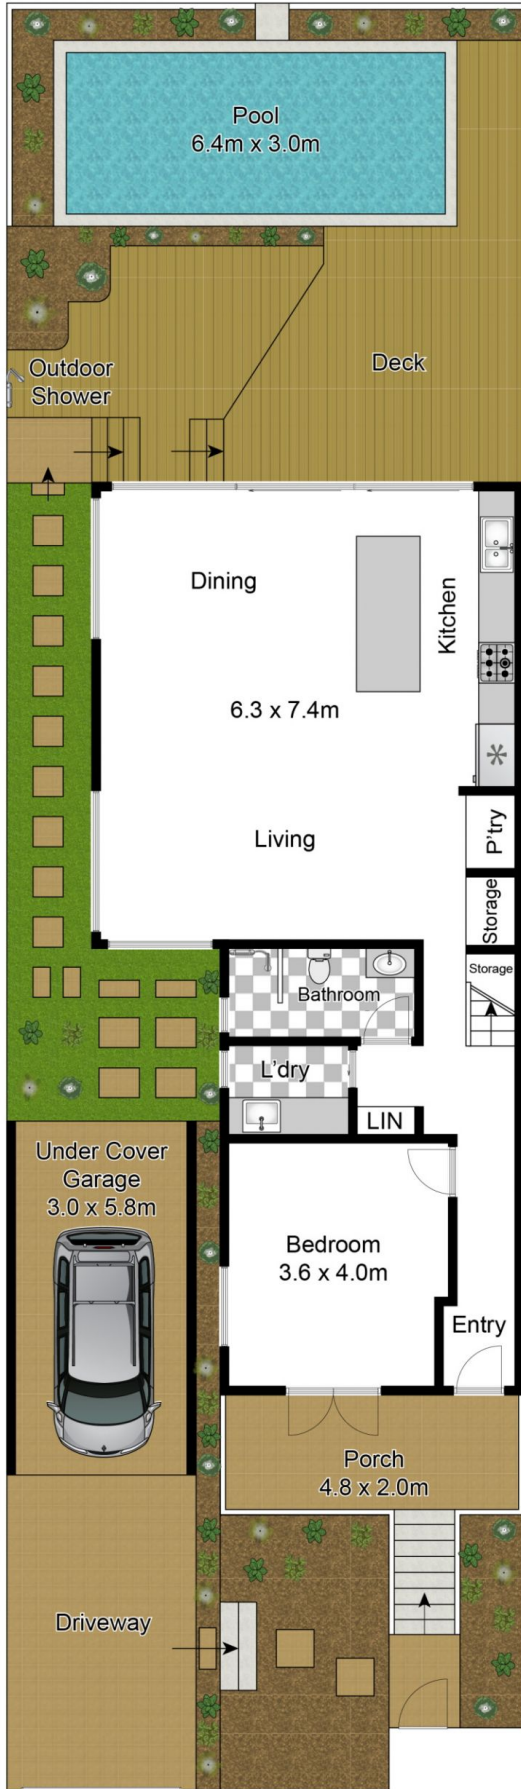 Pool
6.4m x 3.0m
Deck
Outdoor
Shower
Dining
Kitchen
6.3 x 7.4m
Living
P'try
Storage
Storage
Bathroom
L'dry
LIN
Under Cover
Garage
3.0 x 5.8m
Bedroom
3.6 x 4.0m
Entry
Porch
4.8 x 2.0m
Driveway